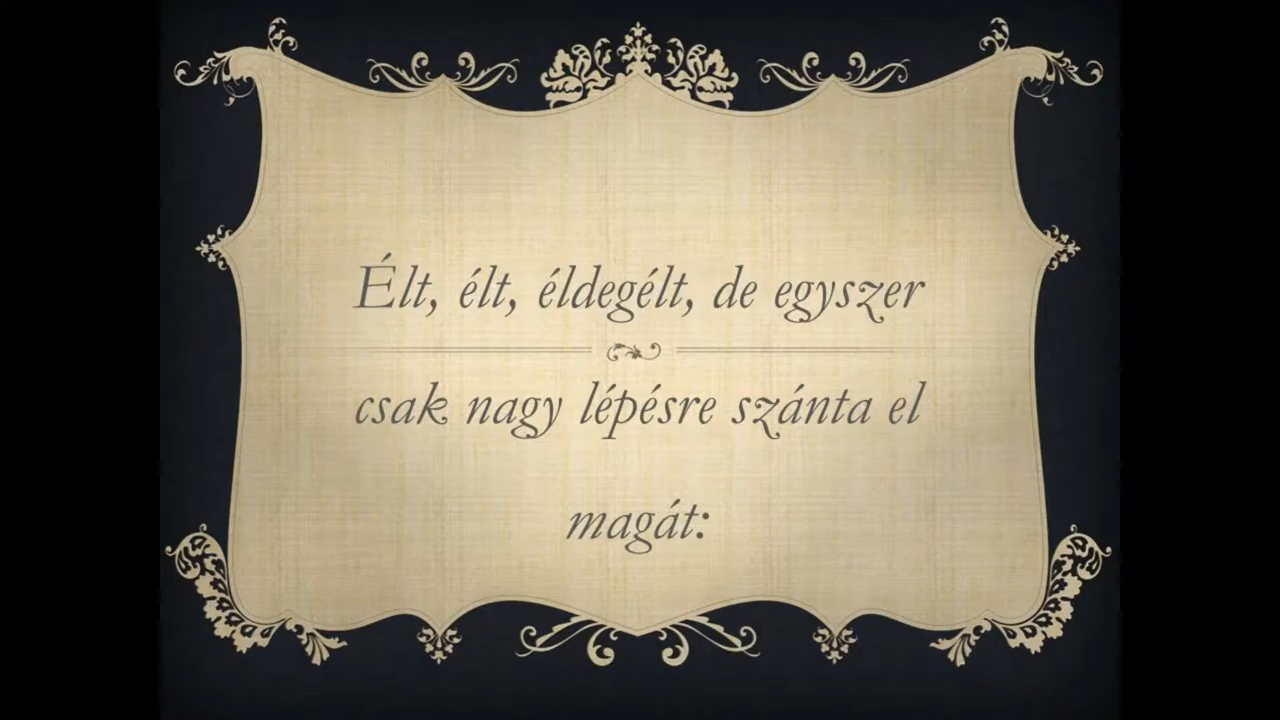 Élt, élt, éldegélt, de egyszer
csak nagy lépésre szánta el
magát: